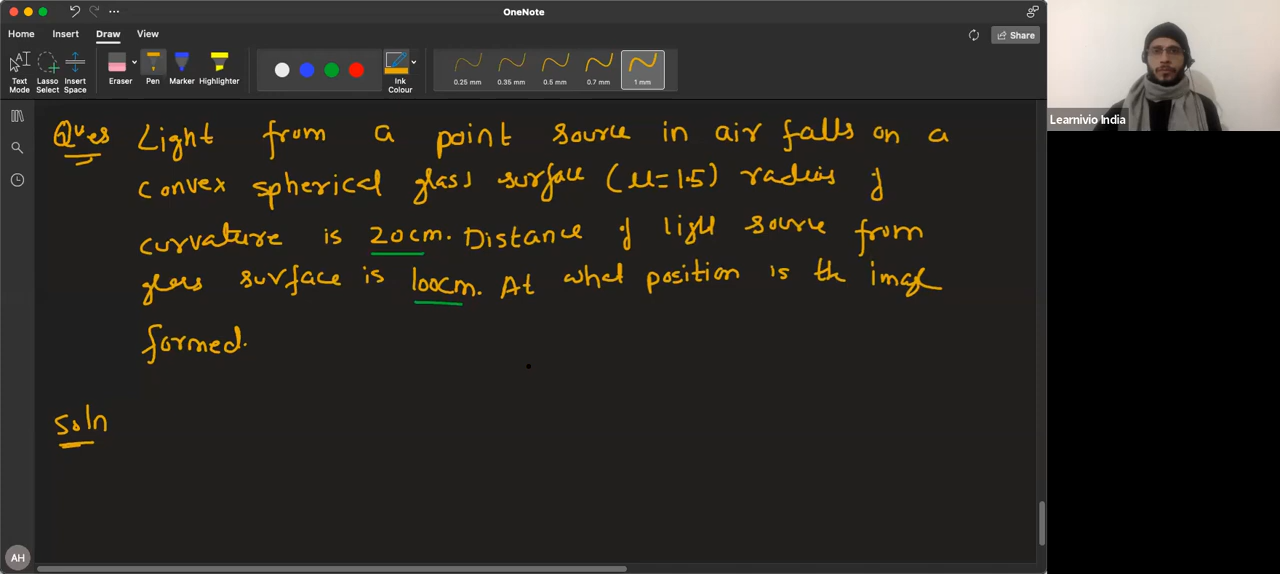 OneNote
Home Insert Draw View
Share
Text Mode
Lasso Select
Insert Space
Eraser
Pen
Marker
Highlighter
Ink Colour
0.25 mm 0.35 mm 0.5 mm 0.7 mm 1 mm
Learnivio India
Ques Light from a point source in air falls on a
convex spherical glass surface (μ=1.5) radius of
curvature is 20cm. Distance of light source from
glass surface is 100cm. At what position is the image
formed.
Soln
AH